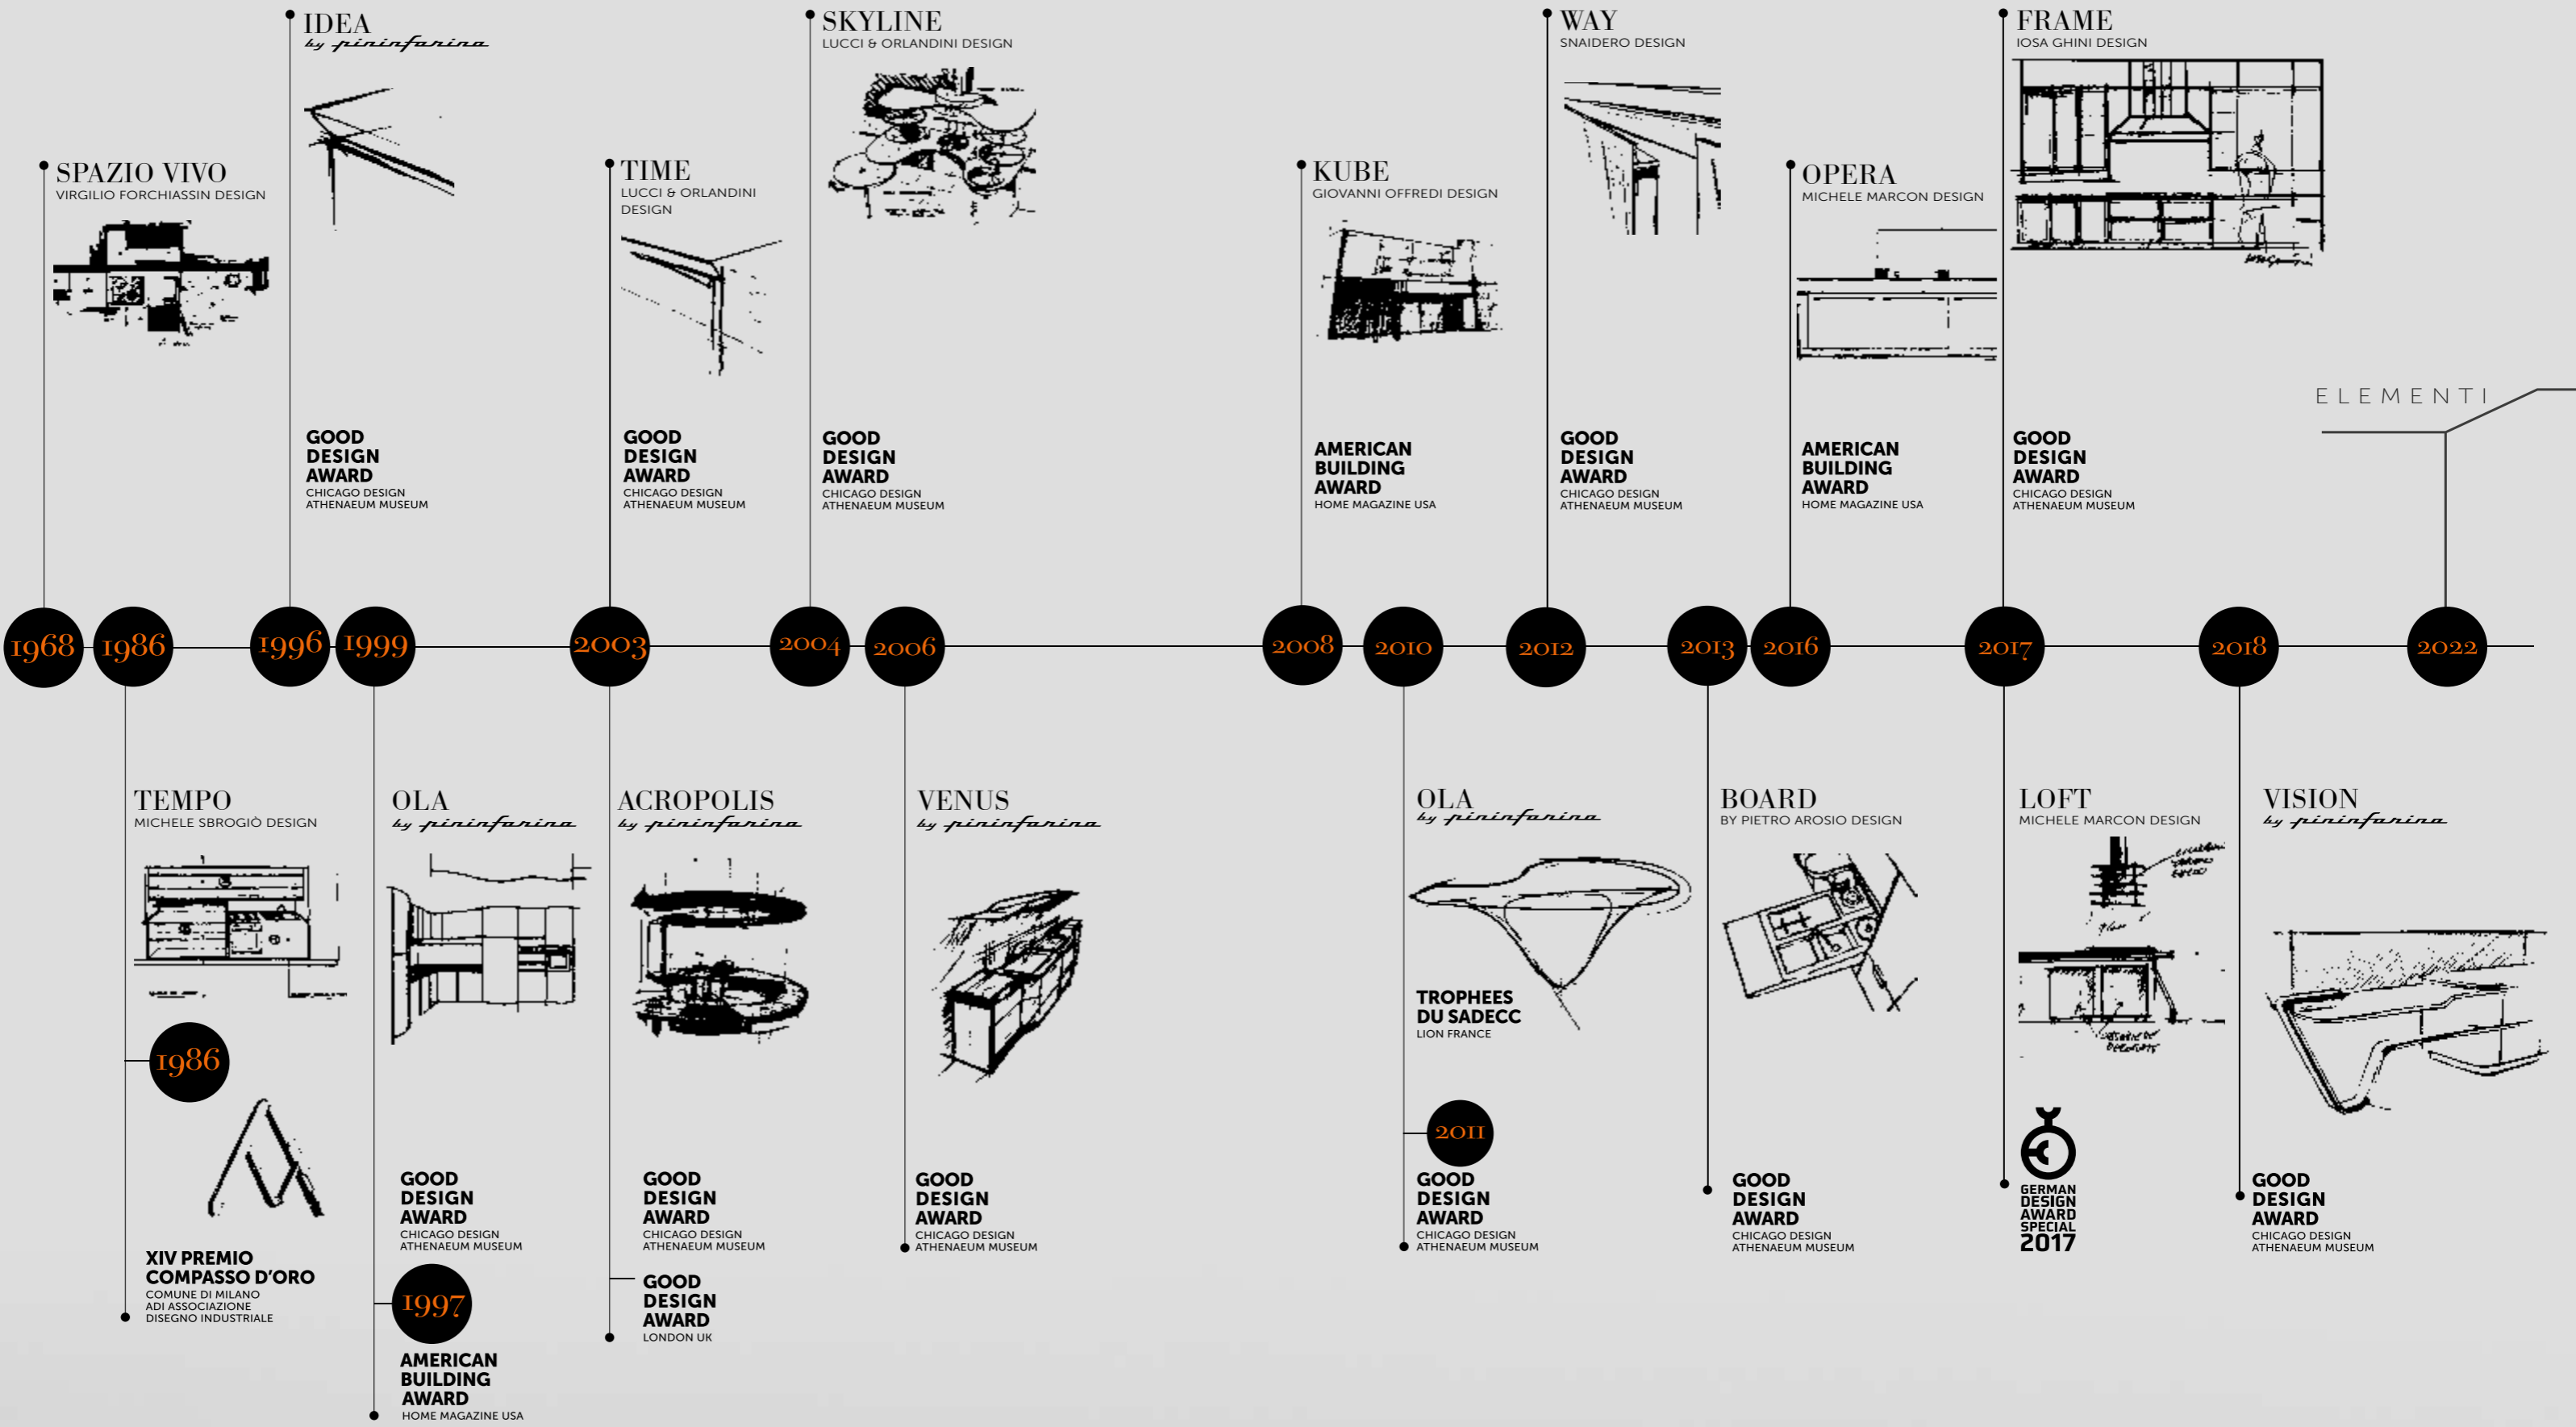 IDEA
by pininfarina
SKYLINE
LUCCI & ORLANDINI DESIGN
WAY
SNAIDERO DESIGN
FRAME
IOSA GHINI DESIGN
SPAZIO VIVO
VIRGILIO FORCHIASSIN DESIGN
TIME
LUCCI & ORLANDINI
DESIGN
KUBE
GIOVANNI OFFREDI DESIGN
OPERA
MICHELE MARCON DESIGN
ELEMENTI
GOOD
DESIGN
AWARD
CHICAGO DESIGN
ATHENAEUM MUSEUM
GOOD
DESIGN
AWARD
CHICAGO DESIGN
ATHENAEUM MUSEUM
GOOD
DESIGN
AWARD
CHICAGO DESIGN
ATHENAEUM MUSEUM
AMERICAN
BUILDING
AWARD
HOME MAGAZINE USA
GOOD
DESIGN
AWARD
CHICAGO DESIGN
ATHENAEUM MUSEUM
AMERICAN
BUILDING
AWARD
HOME MAGAZINE USA
GOOD
DESIGN
AWARD
CHICAGO DESIGN
ATHENAEUM MUSEUM
1968
1986
1996
1999
2003
2004
2006
2008
2010
2012
2013
2016
2017
2018
2022
TEMPO
MICHELE SBROGIÒ DESIGN
1986
XIV PREMIO
COMPASSO D'ORO
COMUNE DI MILANO
ADI ASSOCIAZIONE
DISEGNO INDUSTRIALE
OLA
by pininfarina
GOOD
DESIGN
AWARD
CHICAGO DESIGN
ATHENAEUM MUSEUM
1997
AMERICAN
BUILDING
AWARD
HOME MAGAZINE USA
ACROPOLIS
by pininfarina
GOOD
DESIGN
AWARD
CHICAGO DESIGN
ATHENAEUM MUSEUM
GOOD
DESIGN
AWARD
LONDON UK
VENUS
by pininfarina
GOOD
DESIGN
AWARD
CHICAGO DESIGN
ATHENAEUM MUSEUM
OLA
by pininfarina
TROPHEES
DU SADECC
LION FRANCE
2011
GOOD
DESIGN
AWARD
CHICAGO DESIGN
ATHENAEUM MUSEUM
BOARD
BY PIETRO AROSIO DESIGN
GOOD
DESIGN
AWARD
CHICAGO DESIGN
ATHENAEUM MUSEUM
LOFT
MICHELE MARCON DESIGN
GERMAN
DESIGN
AWARD
SPECIAL
2017
VISION
by pininfarina
GOOD
DESIGN
AWARD
CHICAGO DESIGN
ATHENAEUM MUSEUM